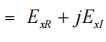 = E_{xR} + jE_{xI}